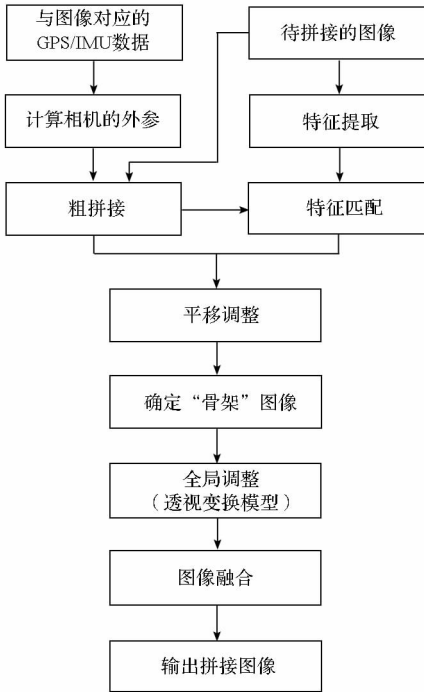 与图像对应的
GPS/IMU数据
待拼接的图像
计算相机的外参
特征提取
粗拼接
特征匹配
平移调整
确定“骨架”图像
全局调整
（透视变换模型）
图像融合
输出拼接图像